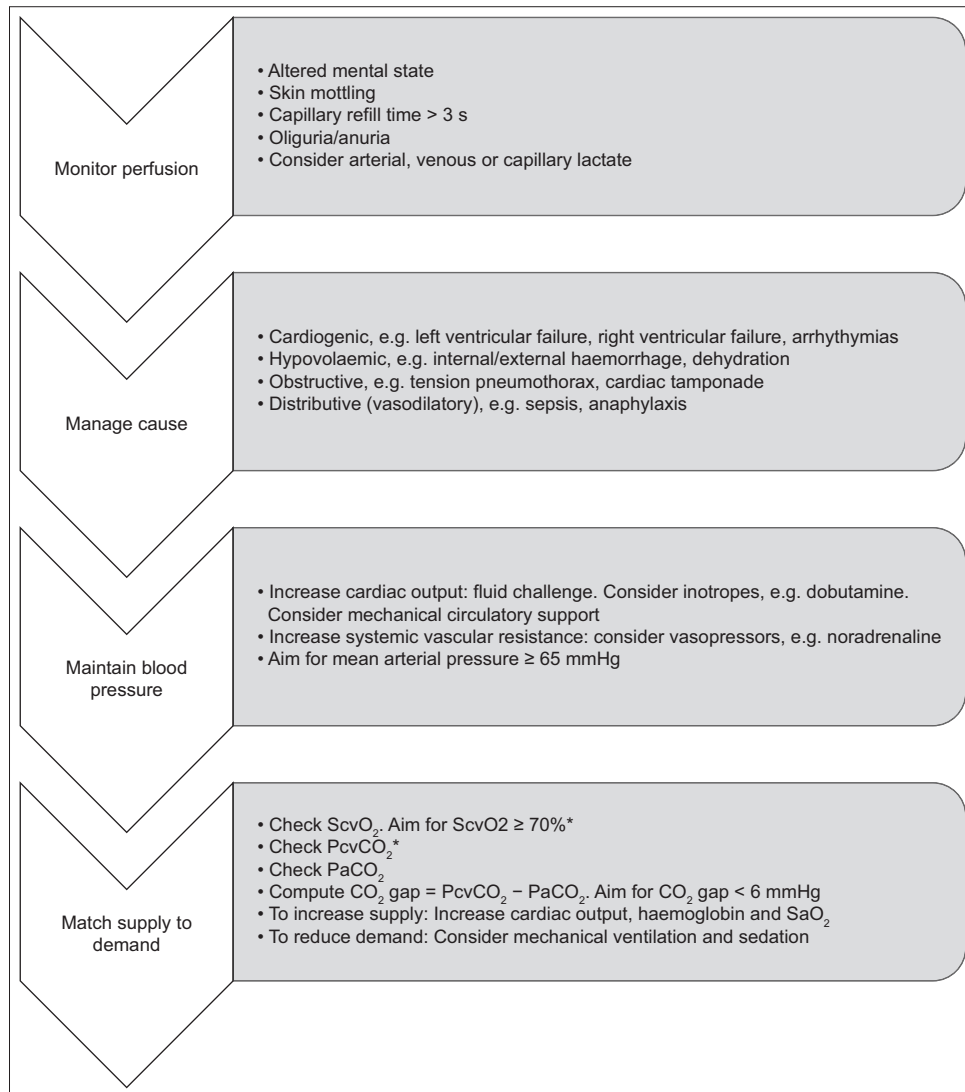 Monitor perfusion
• Altered mental state
• Skin mottling
• Capillary refill time > 3 s
• Oliguria/anuria
• Consider arterial, venous or capillary lactate
Manage cause
• Cardiogenic, e.g. left ventricular failure, right ventricular failure, arrhythymias
• Hypovolaemic, e.g. internal/external haemorrhage, dehydration
• Obstructive, e.g. tension pneumothorax, cardiac tamponade
• Distributive (vasodilatory), e.g. sepsis, anaphylaxis
Maintain blood
pressure
• Increase cardiac output: fluid challenge. Consider inotropes, e.g. dobutamine.
Consider mechanical circulatory support
• Increase systemic vascular resistance: consider vasopressors, e.g. noradrenaline
• Aim for mean arterial pressure ≥ 65 mmHg
Match supply to
demand
• Check ScvO₂. Aim for ScvO2 ≥ 70%*
• Check PcvCO₂*
• Check PaCO₂
• Compute CO₂ gap = PcvCO₂ − PaCO₂. Aim for CO₂ gap < 6 mmHg
• To increase supply: Increase cardiac output, haemoglobin and SaO₂
• To reduce demand: Consider mechanical ventilation and sedation